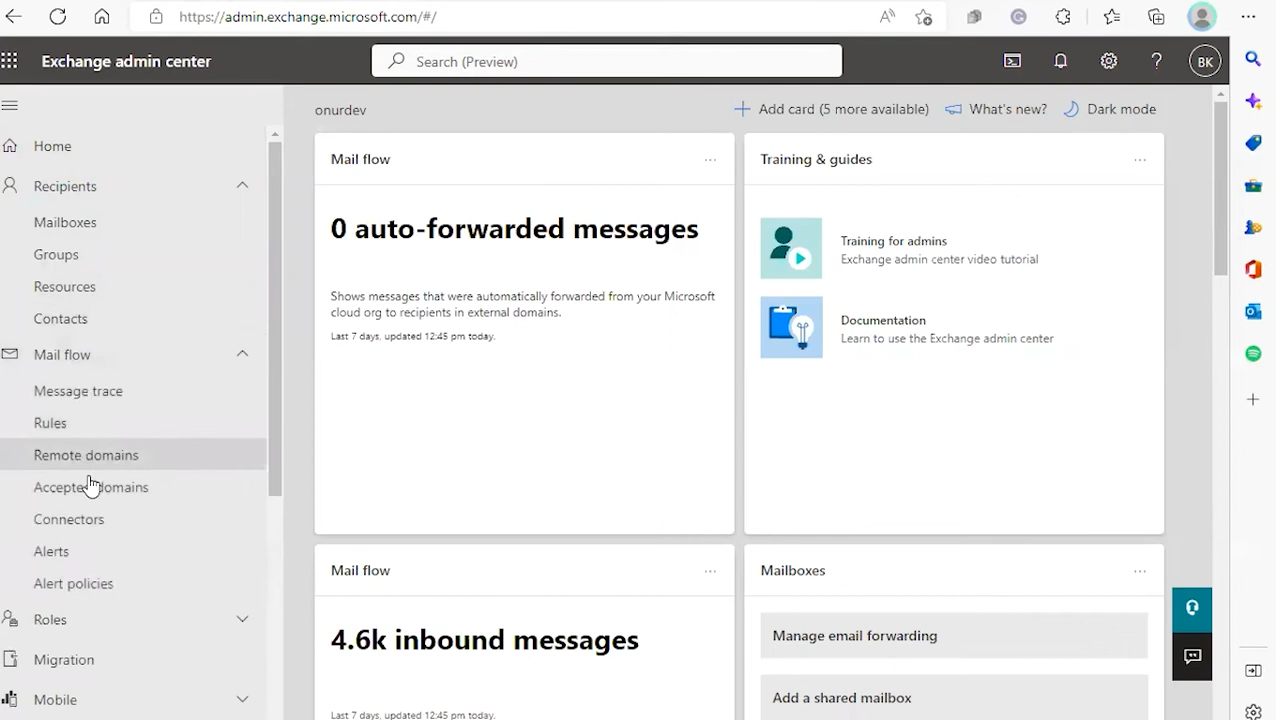 https://admin.exchange.microsoft.com/#/
Exchange admin center
Search (Preview)
BK
Home
Recipients
Mailboxes
Groups
Resources
Contacts
Mail flow
Message trace
Rules
Remote domains
Accepted domains
Connectors
Alerts
Alert policies
Roles
Migration
Mobile
onurdev
Add card (5 more available)
What's new?
Dark mode
Mail flow
0 auto-forwarded messages
Shows messages that were automatically forwarded from your Microsoft
cloud org to recipients in external domains.
Last 7 days, updated 12:45 pm today.
Training & guides
Training for admins
Exchange admin center video tutorial
Documentation
Learn to use the Exchange admin center
Mail flow
4.6k inbound messages
Last 7 days, updated 12:45 pm today.
Mailboxes
Manage email forwarding
Add a shared mailbox